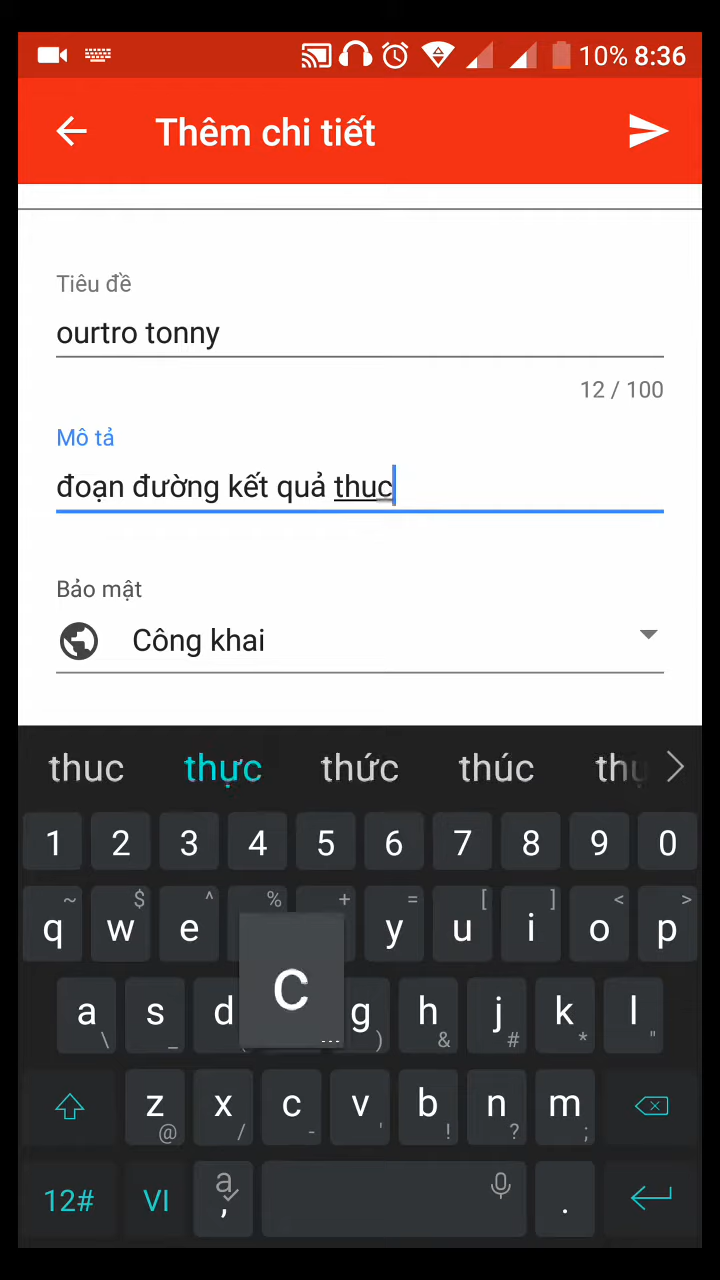 10% 8:36
Thêm chi tiết
Tiêu đề
ourtro tonny
12 / 100
Mô tả
đoạn đường kết quả thuc
Bảo mật
Công khai
thuc thực thức thúc
1 2 3 4 5 6 7 8 9 0
~ $ ^ % + = [ ] < >
q w e y u i o p
c
a s d g h j k l
\ _ ) & # * "
z x c v b n m
@ / - ' ! ? ;
12# VI a , .